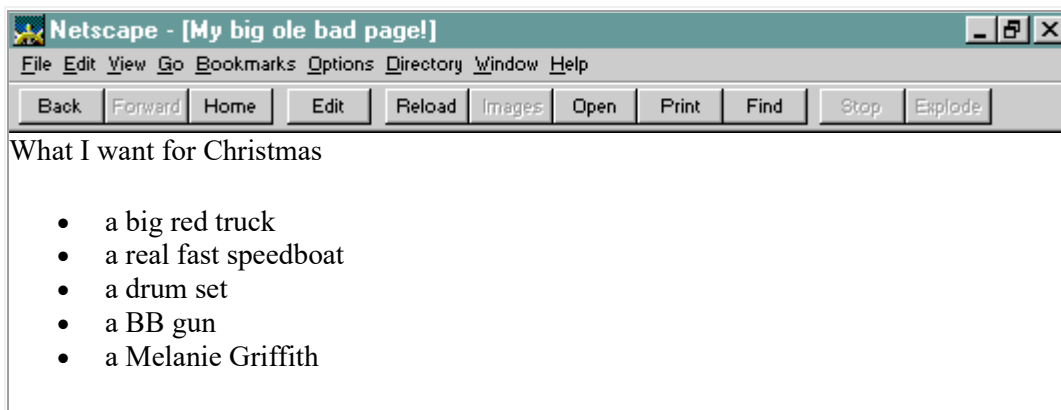 Netscape - [My big ole bad page!]
File Edit View Go Bookmarks Options Directory Window Help
Back Forward Home Edit Reload Images Open Print Find Stop Explode
What I want for Christmas
• a big red truck
• a real fast speedboat
• a drum set
• a BB gun
• a Melanie Griffith